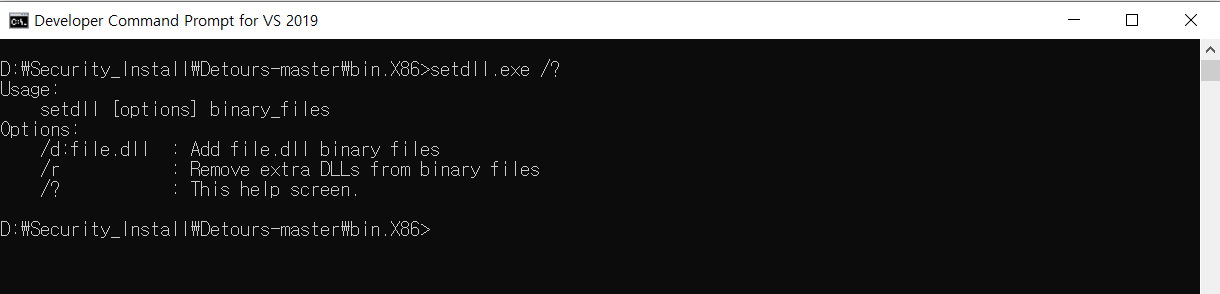 Developer Command Prompt for VS 2019
D:₩Security_Install₩Detours-master₩bin.X86>setdll.exe /?
Usage:
    setdll [options] binary_files
Options:
    /d:file.dll  : Add file.dll binary files
    /r           : Remove extra DLLs from binary files
    /?           : This help screen.
D:₩Security_Install₩Detours-master₩bin.X86>